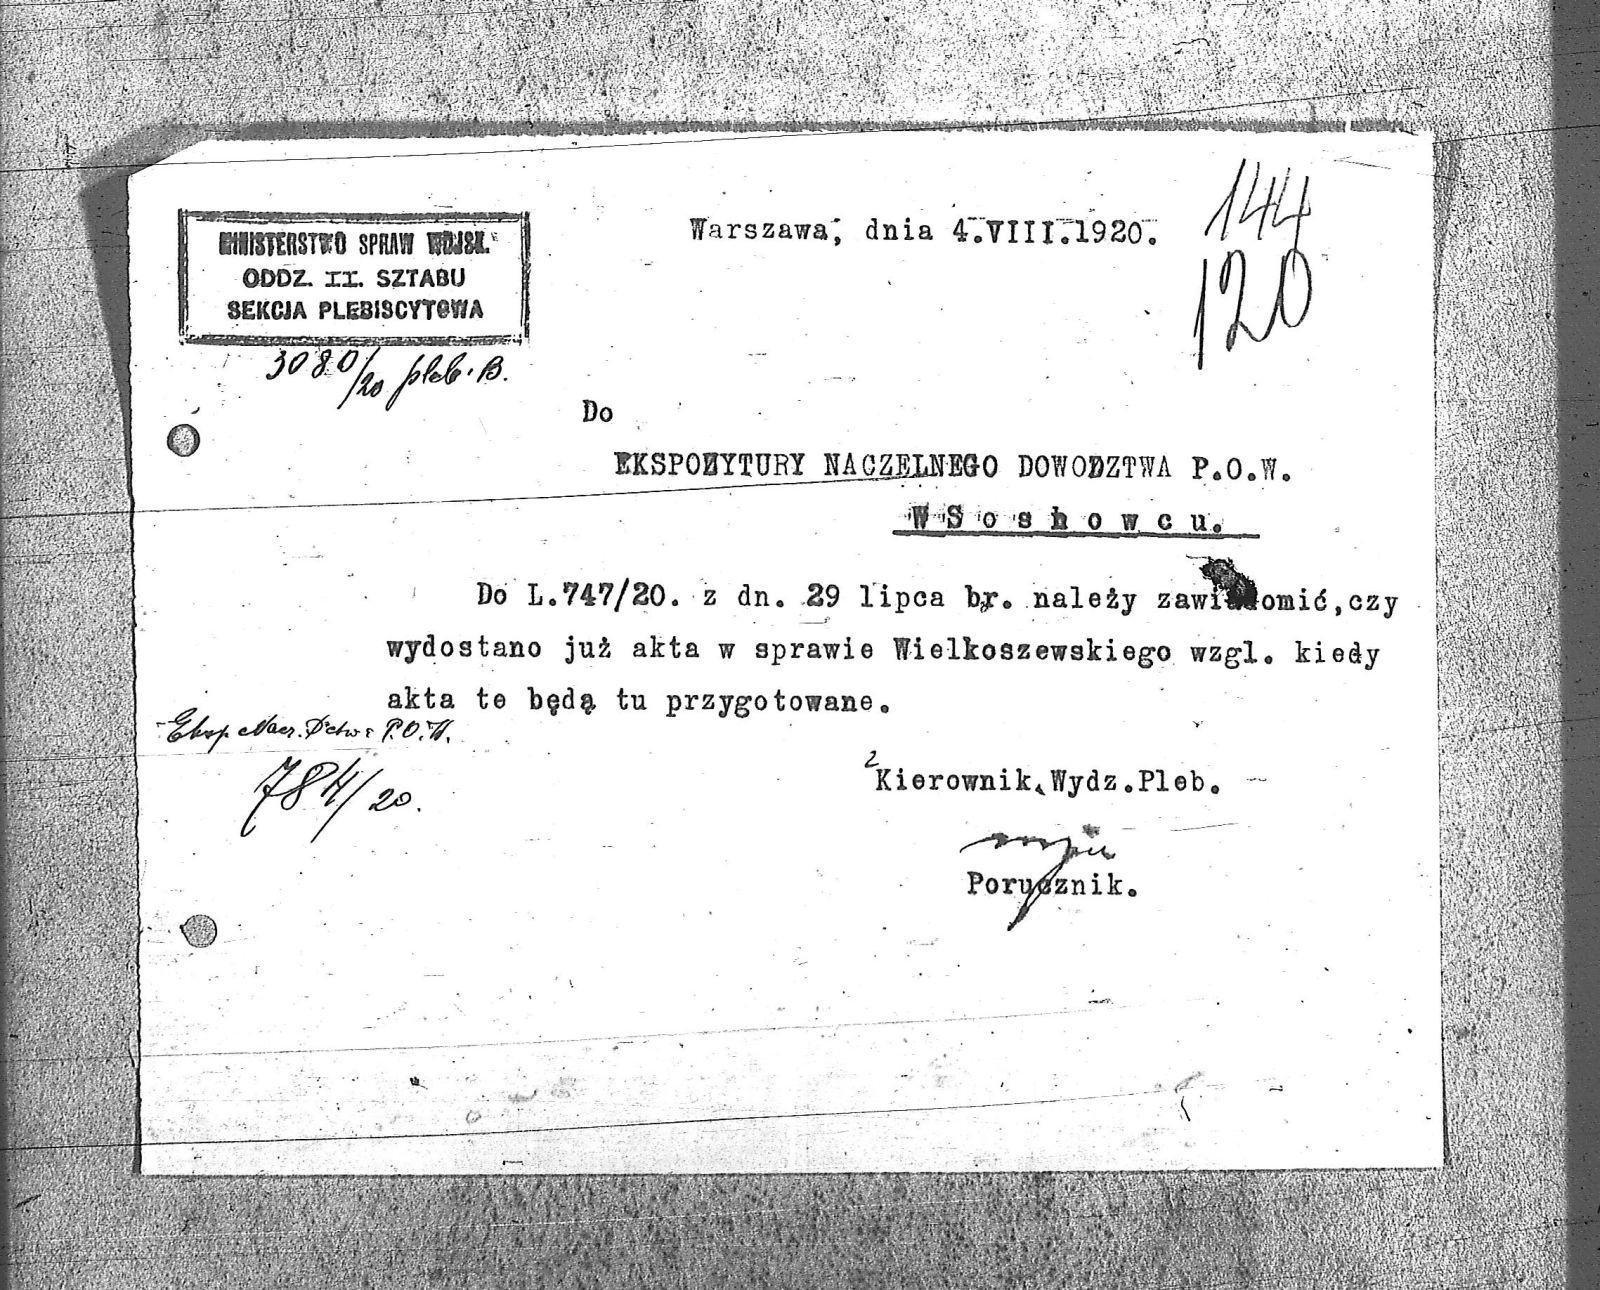 144
Warszawa, dnia 4.VIII.1920.
120
MINISTERSTWO SPRAW WOJSK.
ODDZ. II. SZTABU
SEKCJA PLEBISCYTOWA
3080/20 pleb. B.
Do
EKSPOZYTURY NACZELNEGO DOWODZTWA P.O.W.
W Sosnowcu.
Do L.747/20. z dn. 29 lipca br. należy zawiadomić, czy
wydostano już akta w sprawie Wielkoszewskiego wzgl. kiedy
akta te będą tu przygotowane.
Eksp. Nacz. D-twa P.O.W.
784/20.
Kierownik Wydz.Pleb.
Porucznik.